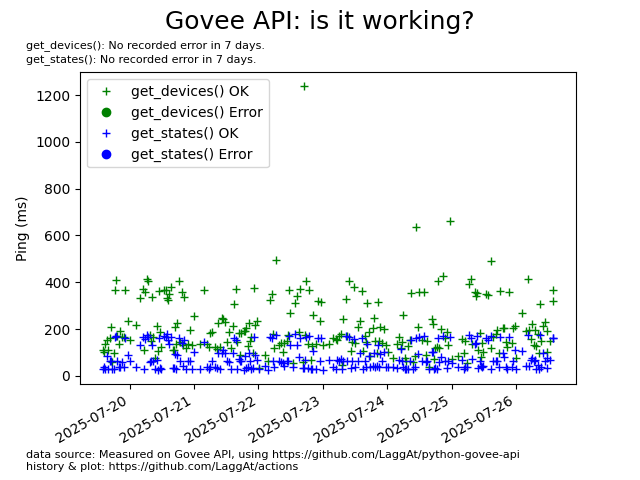 Govee API: is it working?
get_devices(): No recorded error in 7 days.
get_states(): No recorded error in 7 days.
get_devices() OK
get_devices() Error
get_states() OK
get_states() Error
Ping (ms)
1200
1000
800
600
400
200
0
2025-07-20
2025-07-21
2025-07-22
2025-07-23
2025-07-24
2025-07-25
2025-07-26
data source: Measured on Govee API, using https://github.com/LaggAt/python-govee-api
history & plot: https://github.com/LaggAt/actions